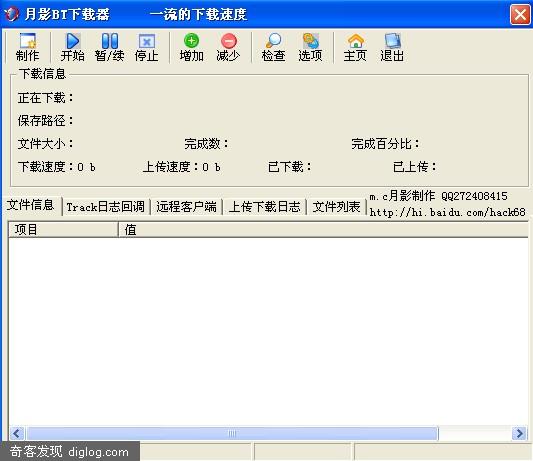 月影BT下载器 一流的下载速度
制作 开始 暂/续 停止 增加 减少 检查 选项 主页 退出
下载信息
正在下载：
保存路径：
文件大小： 完成数： 完成百分比：
下载速度：0 b 上传速度：0 b 已下载： 已上传：
文件信息 Track日志回调 远程客户端 上传下载日志 文件列表
m.c月影制作 QQ272408415
http://hi.baidu.com/hack68
项目 值
奇客发现 diglog.com